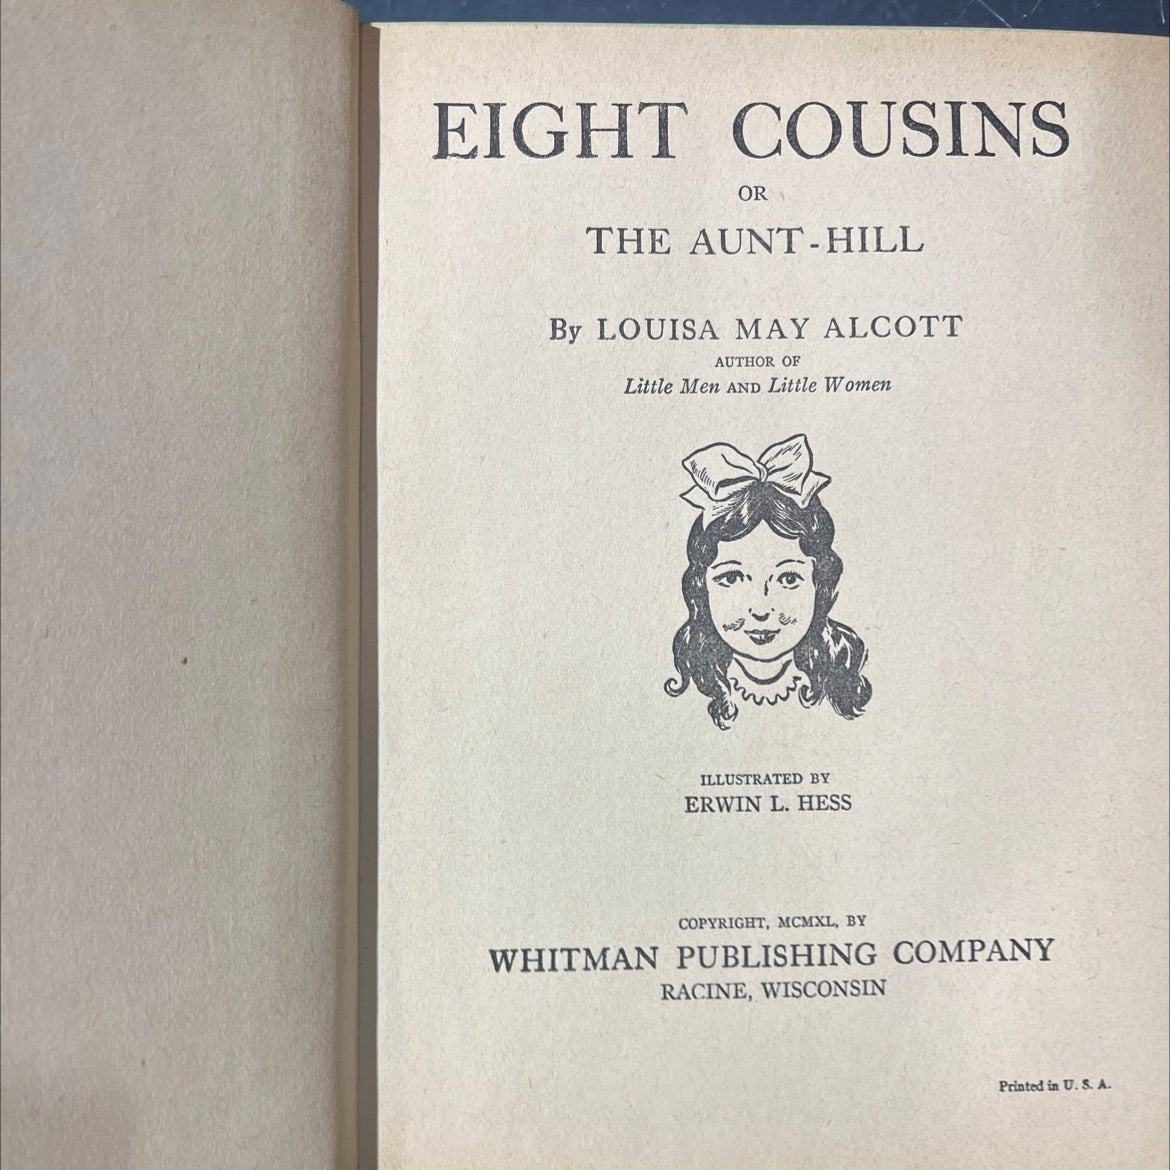 EIGHT COUSINS
OR
THE AUNT-HILL
By LOUISA MAY ALCOTT
AUTHOR OF
Little Men AND Little Women
ILLUSTRATED BY
ERWIN L. HESS
COPYRIGHT, MCMXL, BY
WHITMAN PUBLISHING COMPANY
RACINE, WISCONSIN
Printed in U. S. A.